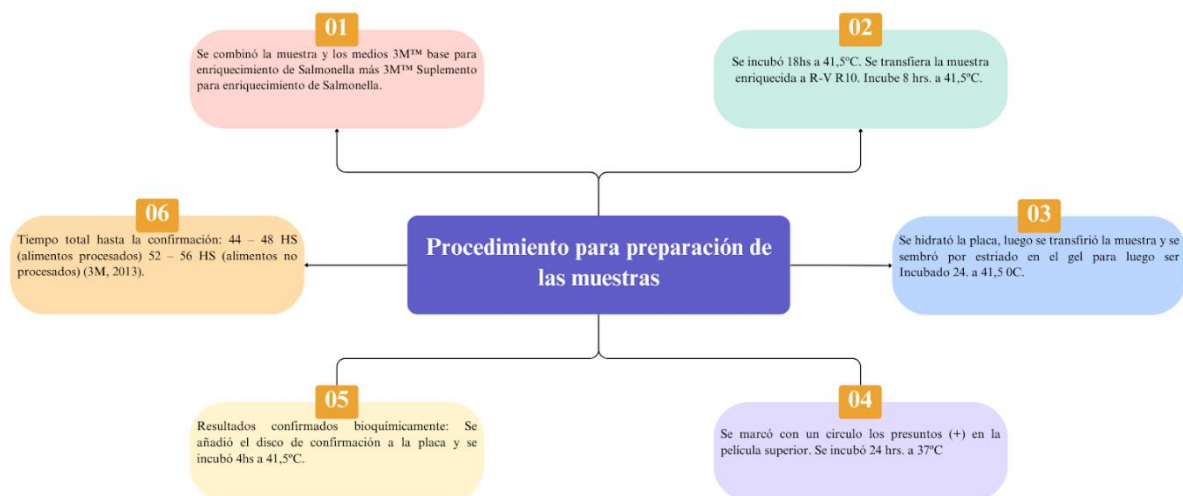 01
Se combinó la muestra y los medios 3M™ base para
enriquecimiento de Salmonella más 3M™ Suplemento
para enriquecimiento de Salmonella.
02
Se incubó 18hs a 41,5ºC. Se transfiera la muestra
enriquecida a R-V R10. Incube 8 hrs. a 41,5ºC.
03
Se hidrató la placa, luego se transfirió la muestra y se
sembró por estriado en el gel para luego ser
Incubado 24. a 41,5 0C.
04
Se marcó con un circulo los presuntos (+) en la
película superior. Se incubó 24 hrs. a 37ºC
05
Resultados confirmados bioquímicamente: Se
añadió el disco de confirmación a la placa y se
incubó 4hs a 41,5ºC.
06
Tiempo total hasta la confirmación: 44 – 48 HS
(alimentos procesados) 52 – 56 HS (alimentos no
procesados) (3M, 2013).
Procedimiento para preparación de
las muestras